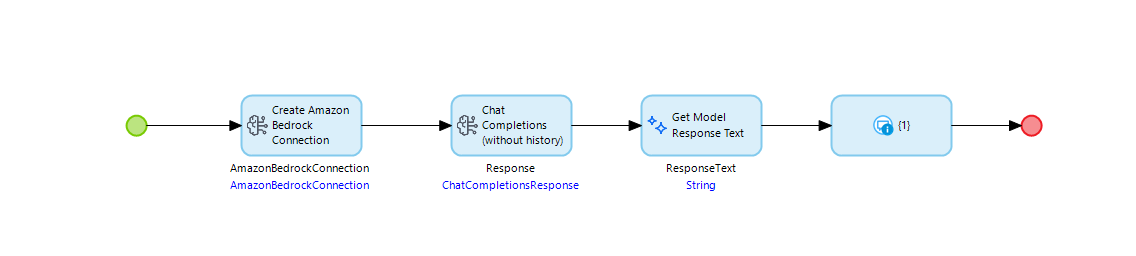 Create Amazon
Bedrock
Connection
AmazonBedrockConnection
AmazonBedrockConnection
Chat
Completions
(without history)
Response
ChatCompletionsResponse
Get Model
Response Text
ResponseText
String
{1}